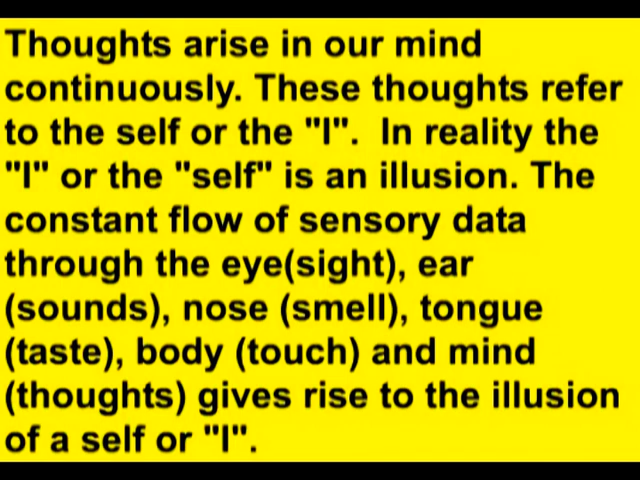 Thoughts arise in our mind
continuously. These thoughts refer
to the self or the "I".  In reality the
"I" or the "self" is an illusion. The
constant flow of sensory data
through the eye(sight), ear
(sounds), nose (smell), tongue
(taste), body (touch) and mind
(thoughts) gives rise to the illusion
of a self or "I".